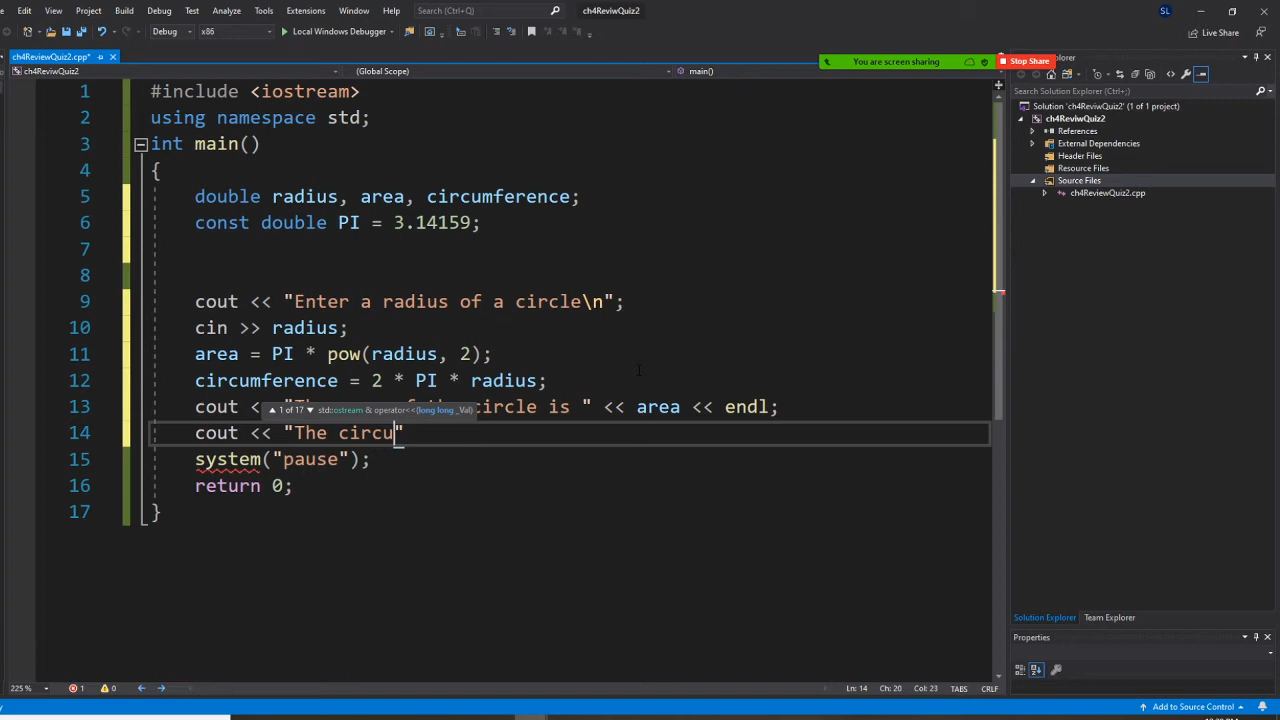 Edit View Project Build Debug Test Analyze Tools Extensions Window Help Search (Ctrl+Q) ch4ReviwQuiz2 SL
Debug x86 Local Windows Debugger Live Share
ch4ReviewQuiz2.cpp* You are screen sharing Stop Share Explorer
ch4ReviwQuiz2 (Global Scope) main()
Search Solution Explorer (Ctrl+;)
Solution 'ch4ReviwQuiz2' (1 of 1 project)
ch4ReviwQuiz2
References
External Dependencies
Header Files
Resource Files
Source Files
ch4ReviewQuiz2.cpp
1 #include <iostream>
2 using namespace std;
3 int main()
4 {
5 double radius, area, circumference;
6 const double PI = 3.14159;
7
8
9 cout << "Enter a radius of a circle\n";
10 cin >> radius;
11 area = PI * pow(radius, 2);
12 circumference = 2 * PI * radius;
13 cout < circle is " << area << endl;
1 of 17 std::ostream & operator<<(long long _Val)
14 cout << "The circu"
15 system("pause");
16 return 0;
17 }
Solution Explorer Team Explorer
Properties
225 % 1 0 Ln: 14 Ch: 20 Col: 23 TABS CRLF
Add to Source Control